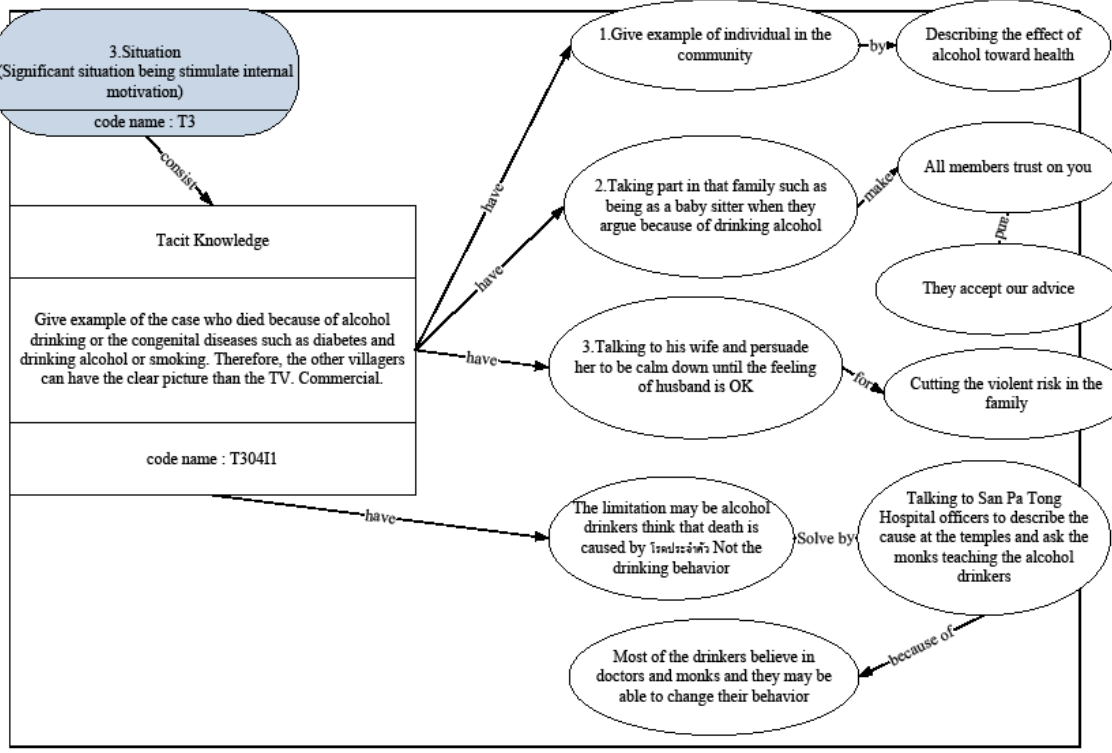 3.Situation
(Significant situation being stimulate internal
motivation)
code name : T3
consist
Tacit Knowledge
Give example of the case who died because of alcohol
drinking or the congenital diseases such as diabetes and
drinking alcohol or smoking. Therefore, the other villagers
can have the clear picture than the TV. Commercial.
code name : T304I1
have
1.Give example of individual in the
community
by
Describing the effect of
alcohol toward health
have
2.Taking part in that family such as
being as a baby sitter when they
argue because of drinking alcohol
make
All members trust on you
and
They accept our advice
have
3.Talking to his wife and persuade
her to be calm down until the feeling
of husband is OK
for
Cutting the violent risk in the
family
have
The limitation may be alcohol
drinkers think that death is
caused by โรคประจำตัว Not the
drinking behavior
Solve by
Talking to San Pa Tong
Hospital officers to describe the
cause at the temples and ask the
monks teaching the alcohol
drinkers
because of
Most of the drinkers believe in
doctors and monks and they may be
able to change their behavior